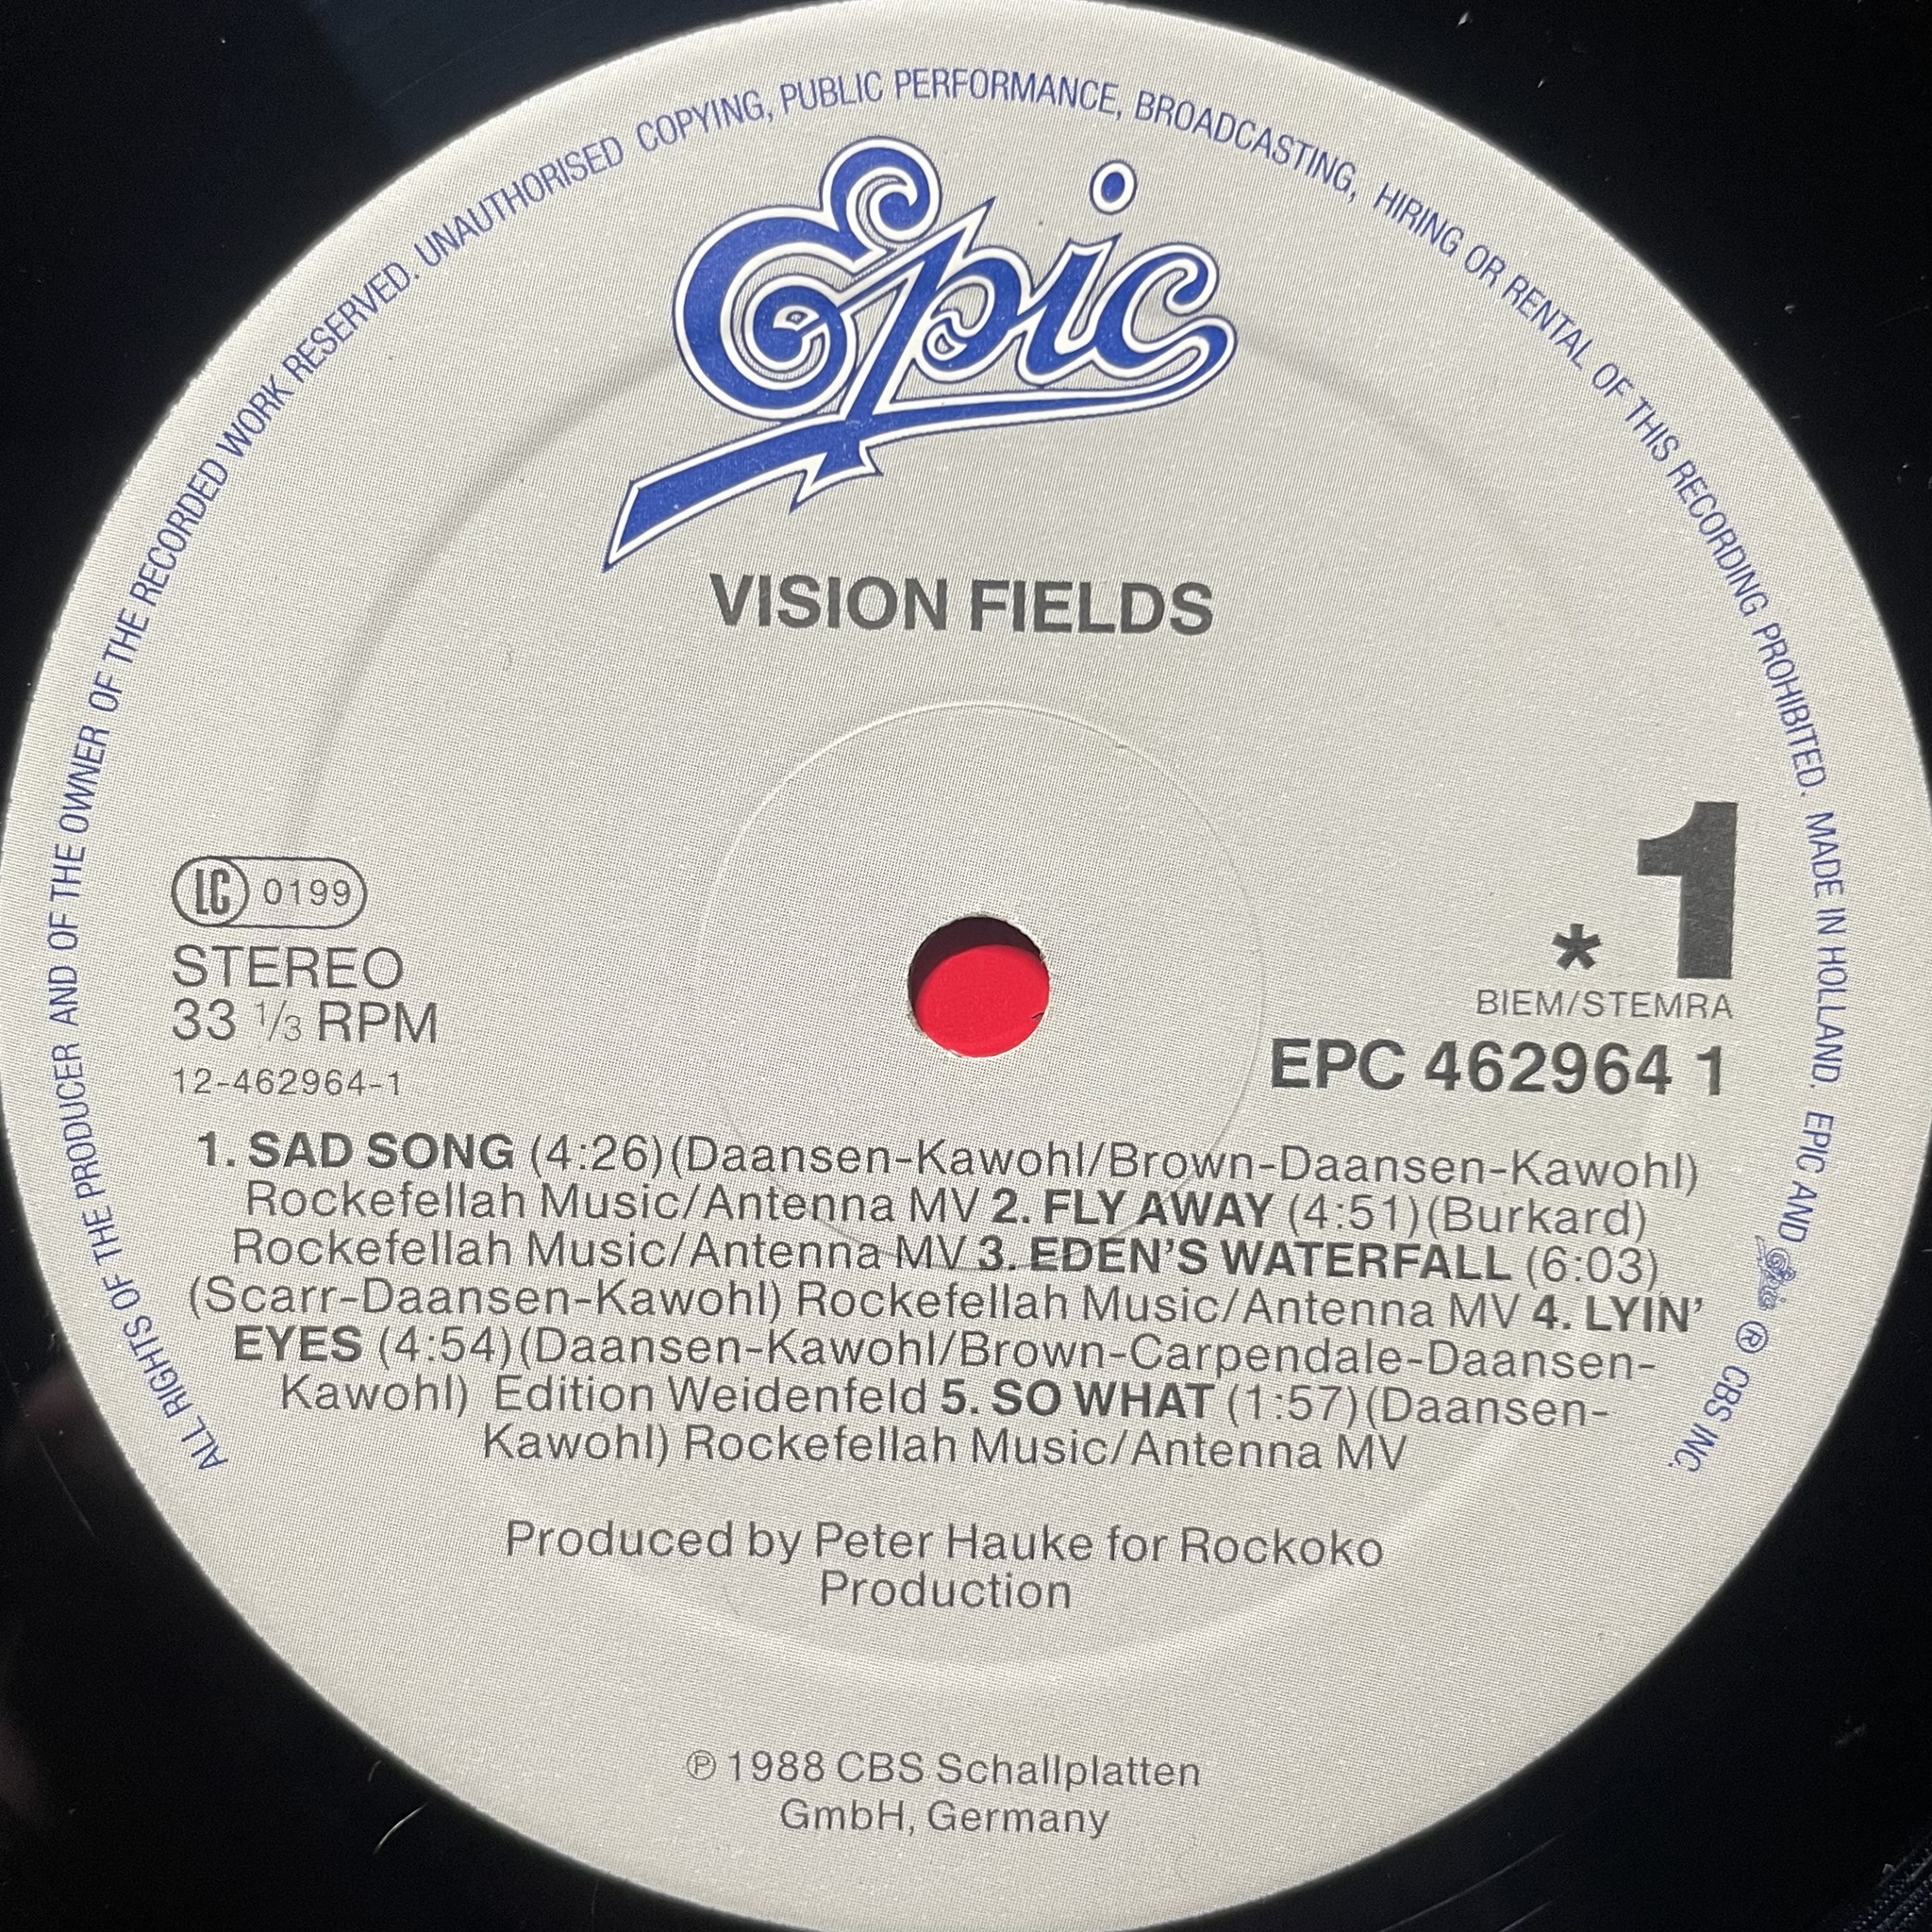 ALL RIGHTS OF THE PRODUCER AND OF THE OWNER OF THE RECORDED WORK RESERVED. UNAUTHORISED COPYING, PUBLIC PERFORMANCE, BROADCASTING, HIRING OR RENTAL OF THIS RECORDING PROHIBITED. MADE IN HOLLAND. EPIC AND Epic ® CBS INC.
Epic
VISION FIELDS
LC 0199
STEREO
33 1/3 RPM
12-462964-1
* 1
BIEM/STEMRA
EPC 462964 1
1. SAD SONG (4:26)(Daansen-Kawohl/Brown-Daansen-Kawohl)
Rockefellah Music/Antenna MV 2. FLY AWAY (4:51)(Burkard)
Rockefellah Music/Antenna MV 3. EDEN'S WATERFALL (6:03)
(Scarr-Daansen-Kawohl) Rockefellah Music/Antenna MV 4. LYIN'
EYES (4:54)(Daansen-Kawohl/Brown-Carpendale-Daansen-
Kawohl) Edition Weidenfeld 5. SO WHAT (1:57)(Daansen-
Kawohl) Rockefellah Music/Antenna MV
Produced by Peter Hauke for Rockoko
Production
℗ 1988 CBS Schallplatten
GmbH, Germany